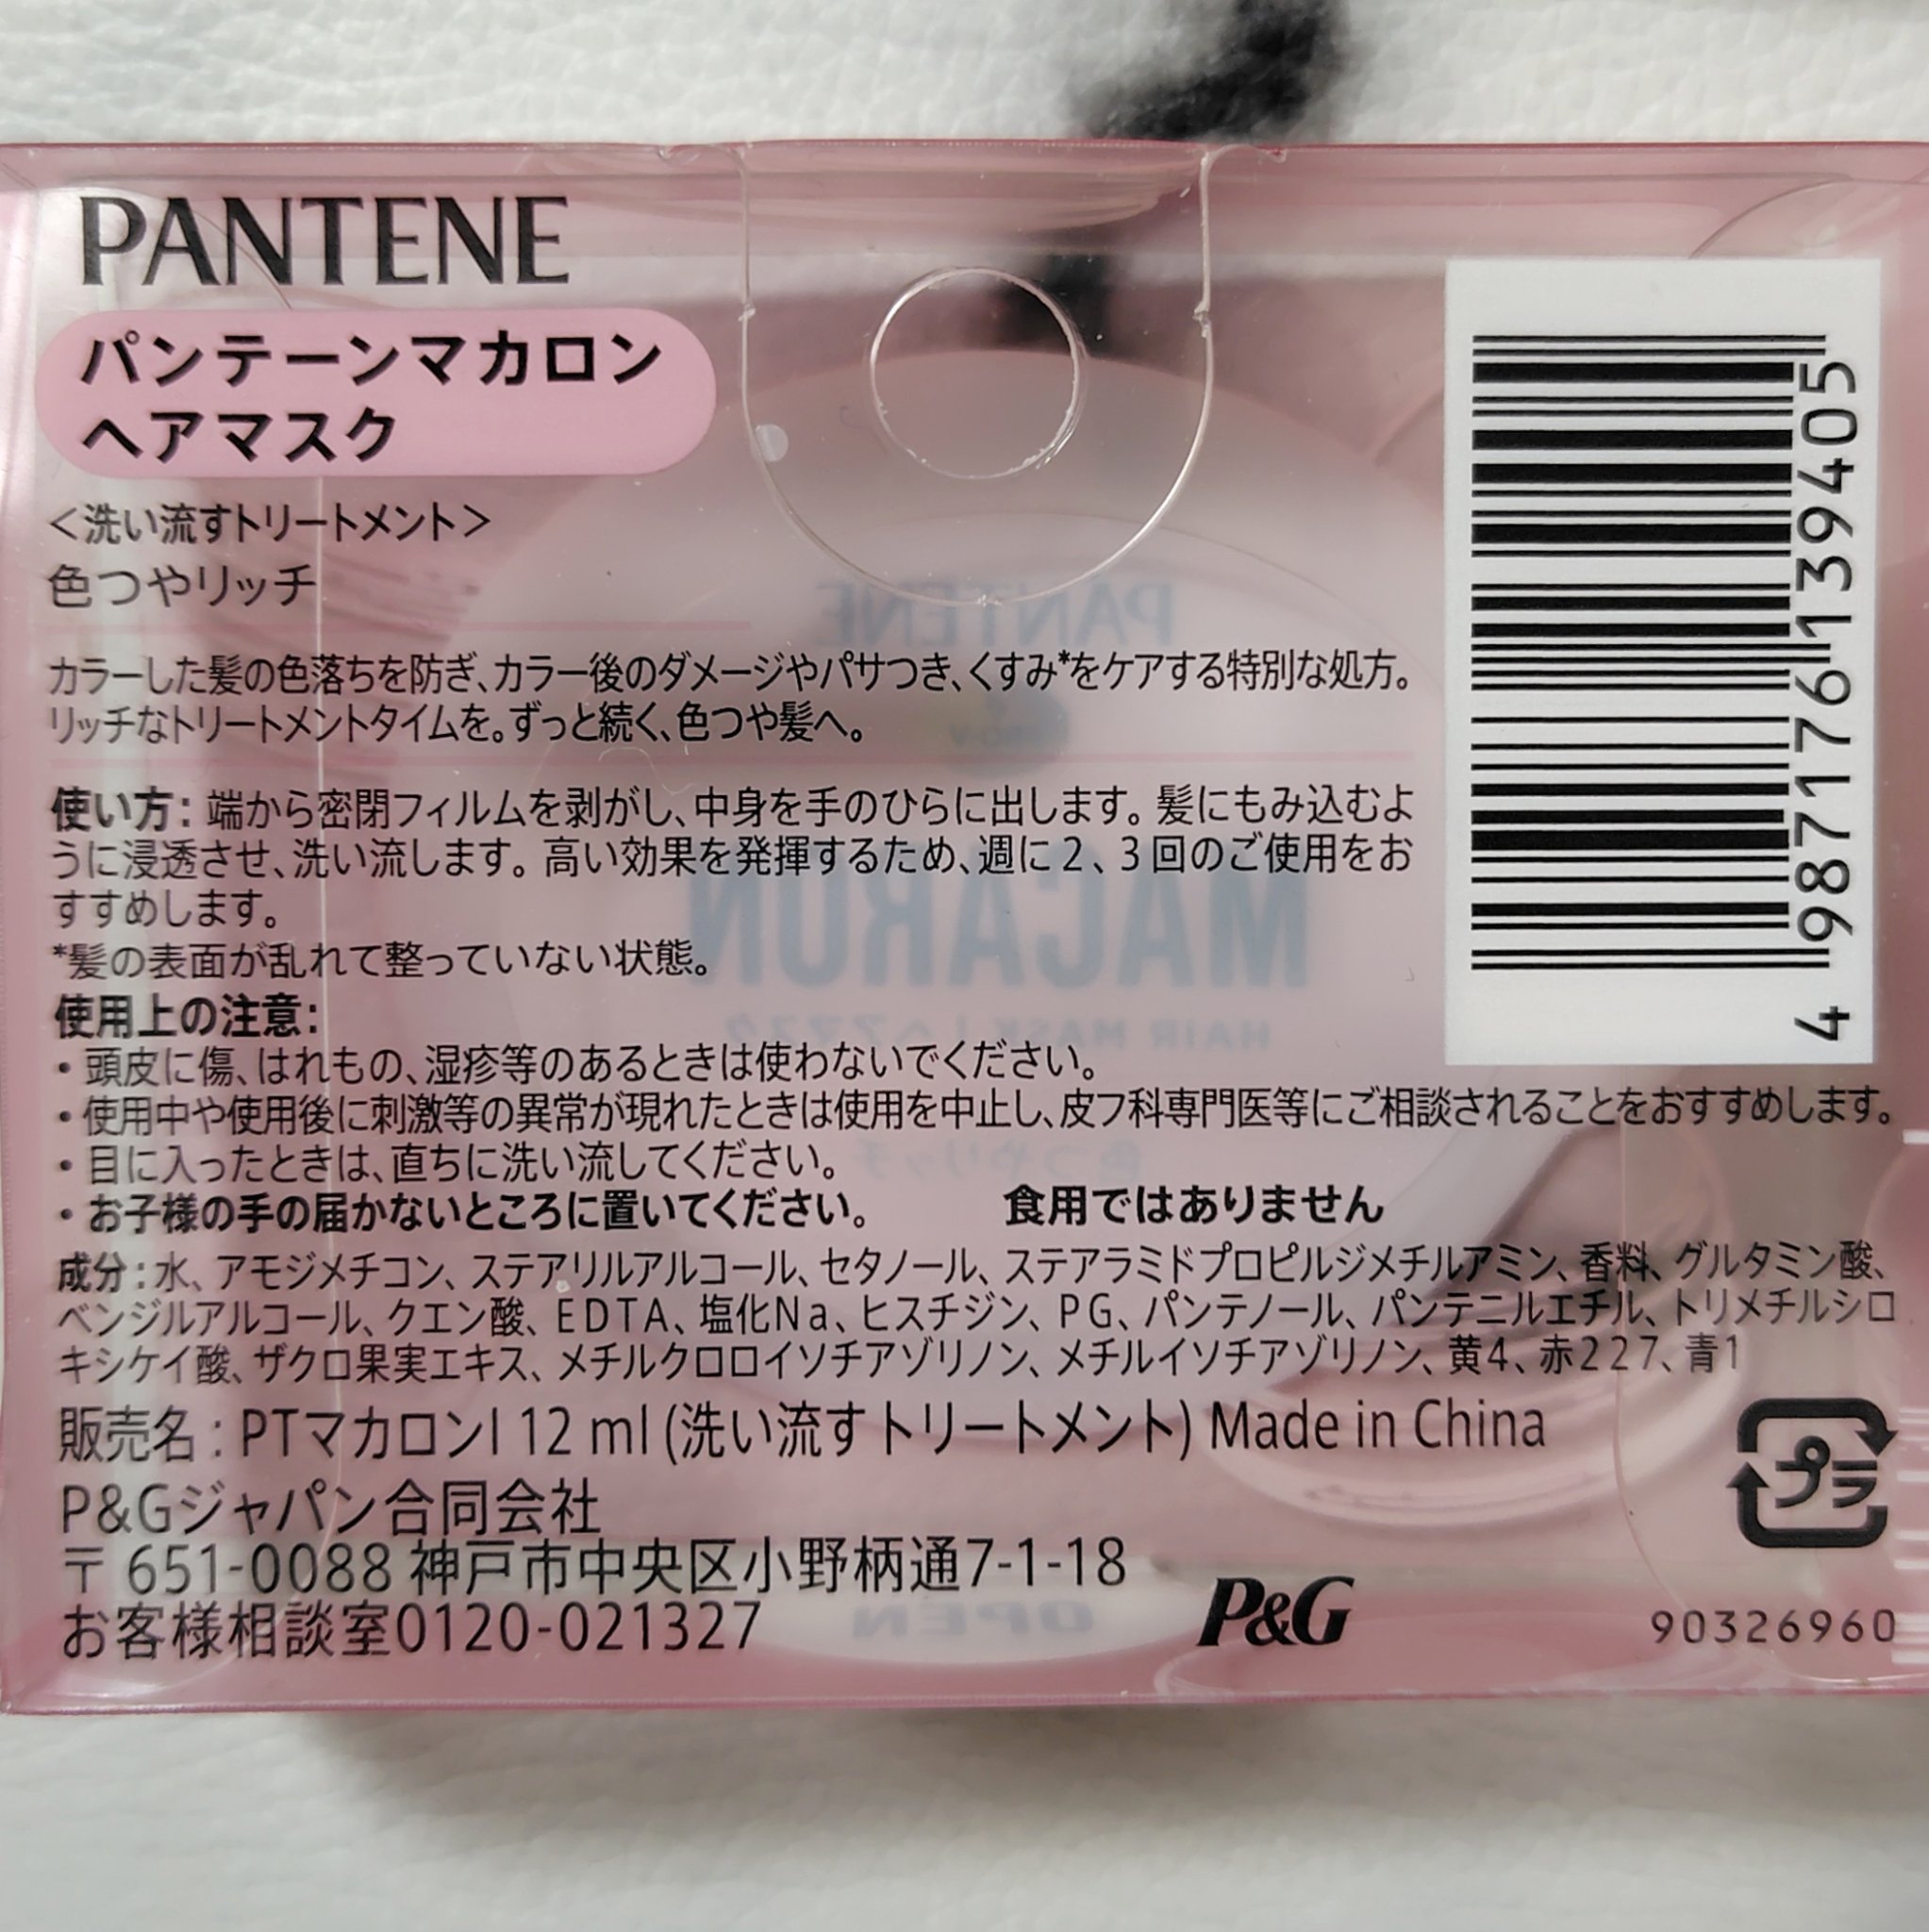 PANTENE
パンテーンマカロン
ヘアマスク
<洗い流すトリートメント>
色つやリッチ
カラーした髪の色落ちを防ぎ、カラー後のダメージやパサつき、くすみ*をケアする特別な処方。
リッチなトリートメントタイムを。ずっと続く、色つや髪へ。
使い方: 端から密閉フィルムを剥がし、中身を手のひらに出します。髪にもみ込むよ
うに浸透させ、洗い流します。高い効果を発揮するため、週に2、3回のご使用をお
すすめします。
*髪の表面が乱れて整っていない状態。
使用上の注意:
・頭皮に傷、はれもの、湿疹等のあるときは使わないでください。
・使用中や使用後に刺激等の異常が現れたときは使用を中止し、皮フ科専門医等にご相談されることをおすすめします。
・目に入ったときは、直ちに洗い流してください。
・お子様の手の届かないところに置いてください。 食用ではありません
成分:水、アモジメチコン、ステアリルアルコール、セタノール、ステアラミドプロピルジメチルアミン、香料、グルタミン酸、
ベンジルアルコール、クエン酸、EDTA、塩化Na、ヒスチジン、PG、パンテノール、パンテニルエチル、トリメチルシロ
キシケイ酸、ザクロ果実エキス、メチルクロロイソチアゾリノン、メチルイソチアゾリノン、黄4、赤227、青1
販売名:PTマカロンI 12 ml (洗い流すトリートメント) Made in China
P&Gジャパン合同会社
〒651-0088 神戸市中央区小野柄通7-1-18
お客様相談室0120-021327
P&G
プラ
90326960
4 987176 139405
PANTENE
PRO-V
MACARON
HAIR MASK | ヘアマスク
色つやリッチ
OPEN